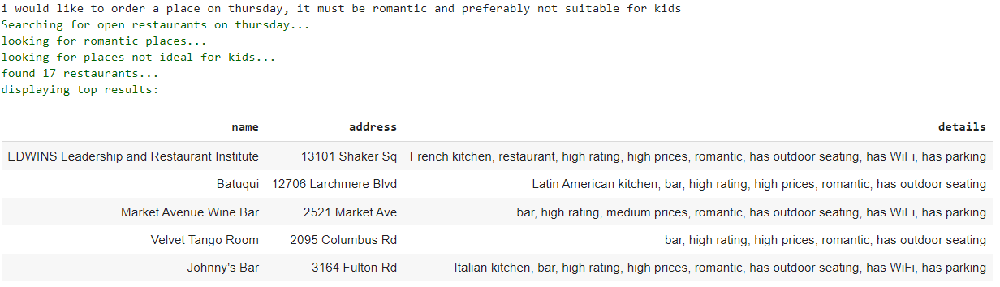 i would like to order a place on thursday, it must be romantic and preferably not suitable for kids
Searching for open restaurants on thursday...
looking for romantic places...
looking for places not ideal for kids...
found 17 restaurants...
displaying top results:
name address details
EDWINS Leadership and Restaurant Institute 13101 Shaker Sq French kitchen, restaurant, high rating, high prices, romantic, has outdoor seating, has WiFi, has parking
Batuqui 12706 Larchmere Blvd Latin American kitchen, bar, high rating, high prices, romantic, has outdoor seating
Market Avenue Wine Bar 2521 Market Ave bar, high rating, medium prices, romantic, has outdoor seating, has WiFi, has parking
Velvet Tango Room 2095 Columbus Rd bar, high rating, high prices, romantic, has outdoor seating
Johnny's Bar 3164 Fulton Rd Italian kitchen, bar, high rating, high prices, romantic, has outdoor seating, has WiFi, has parking